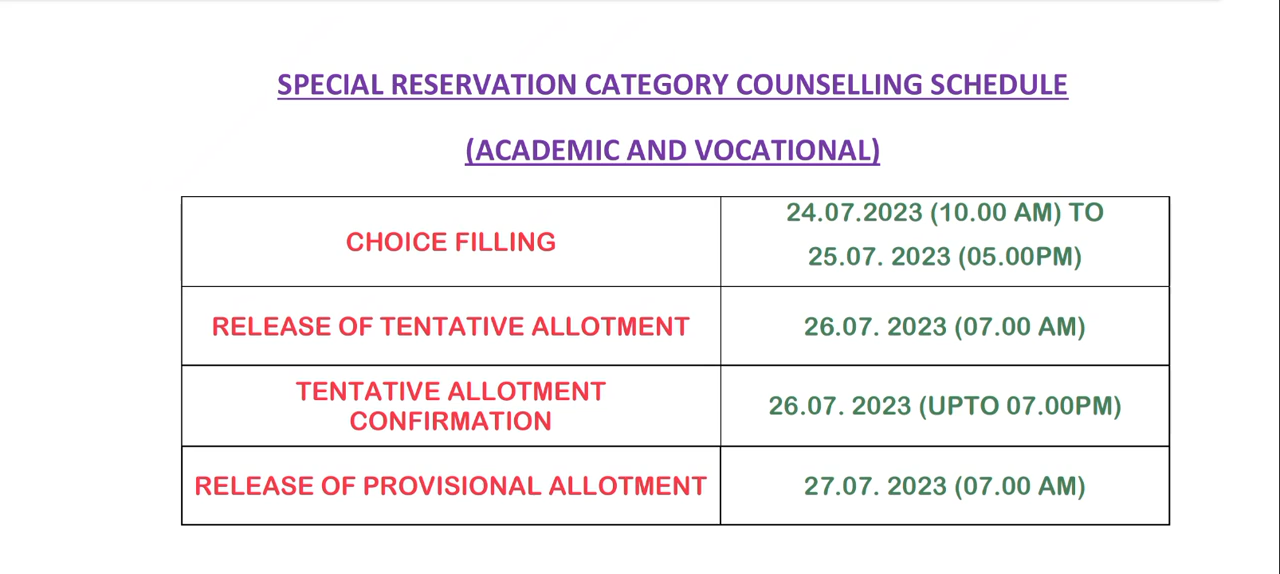 SPECIAL RESERVATION CATEGORY COUNSELLING SCHEDULE
(ACADEMIC AND VOCATIONAL)
CHOICE FILLING
24.07.2023 (10.00 AM) TO
25.07. 2023 (05.00PM)
RELEASE OF TENTATIVE ALLOTMENT
26.07. 2023 (07.00 AM)
TENTATIVE ALLOTMENT
CONFIRMATION
26.07. 2023 (UPTO 07.00PM)
RELEASE OF PROVISIONAL ALLOTMENT
27.07. 2023 (07.00 AM)